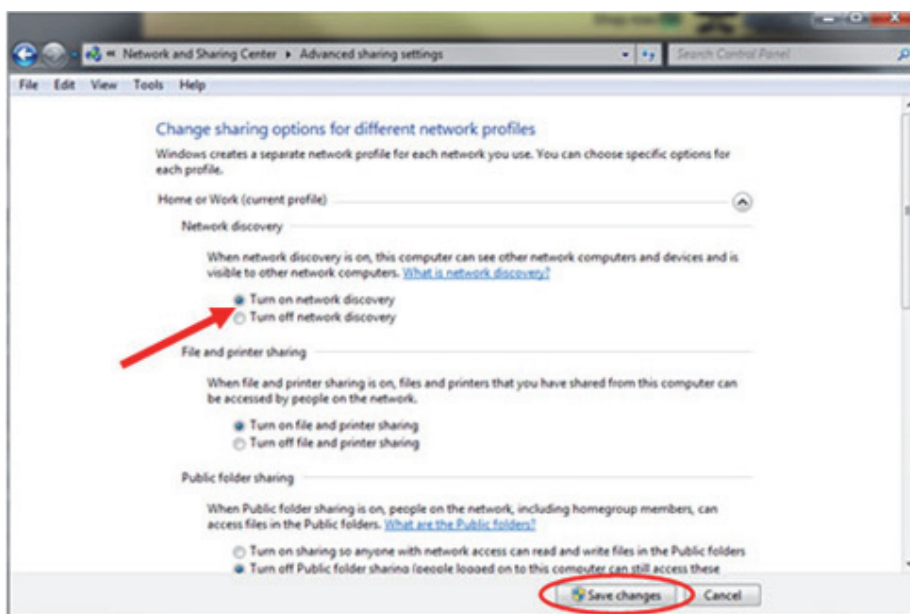 Network and Sharing Center ▸ Advanced sharing settings
Search Control Panel
File Edit View Tools Help
Change sharing options for different network profiles
Windows creates a separate network profile for each network you use. You can choose specific options for
each profile.
Home or Work (current profile)
Network discovery
When network discovery is on, this computer can see other network computers and devices and is
visible to other network computers. What is network discovery?
Turn on network discovery
Turn off network discovery
File and printer sharing
When file and printer sharing is on, files and printers that you have shared from this computer can
be accessed by people on the network.
Turn on file and printer sharing
Turn off file and printer sharing
Public folder sharing
When Public folder sharing is on, people on the network, including homegroup members, can
access files in the Public folders. What are the Public folders?
Turn on sharing so anyone with network access can read and write files in the Public folders
Turn off Public folder sharing (people logged on to this computer can still access these
Save changes Cancel